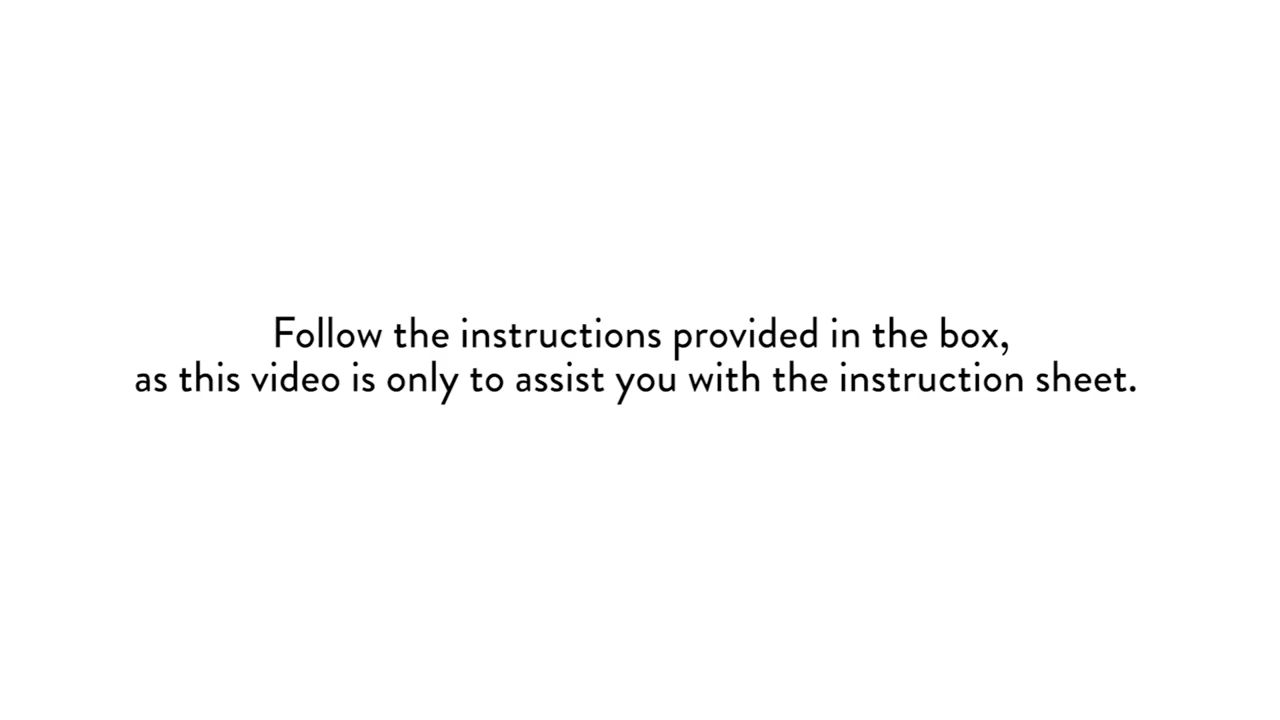 Follow the instructions provided in the box,
as this video is only to assist you with the instruction sheet.